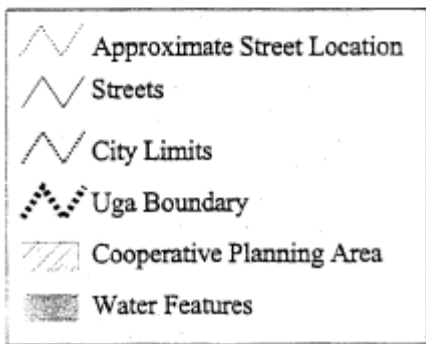 Approximate Street Location
Streets
City Limits
Uga Boundary
Cooperative Planning Area
Water Features